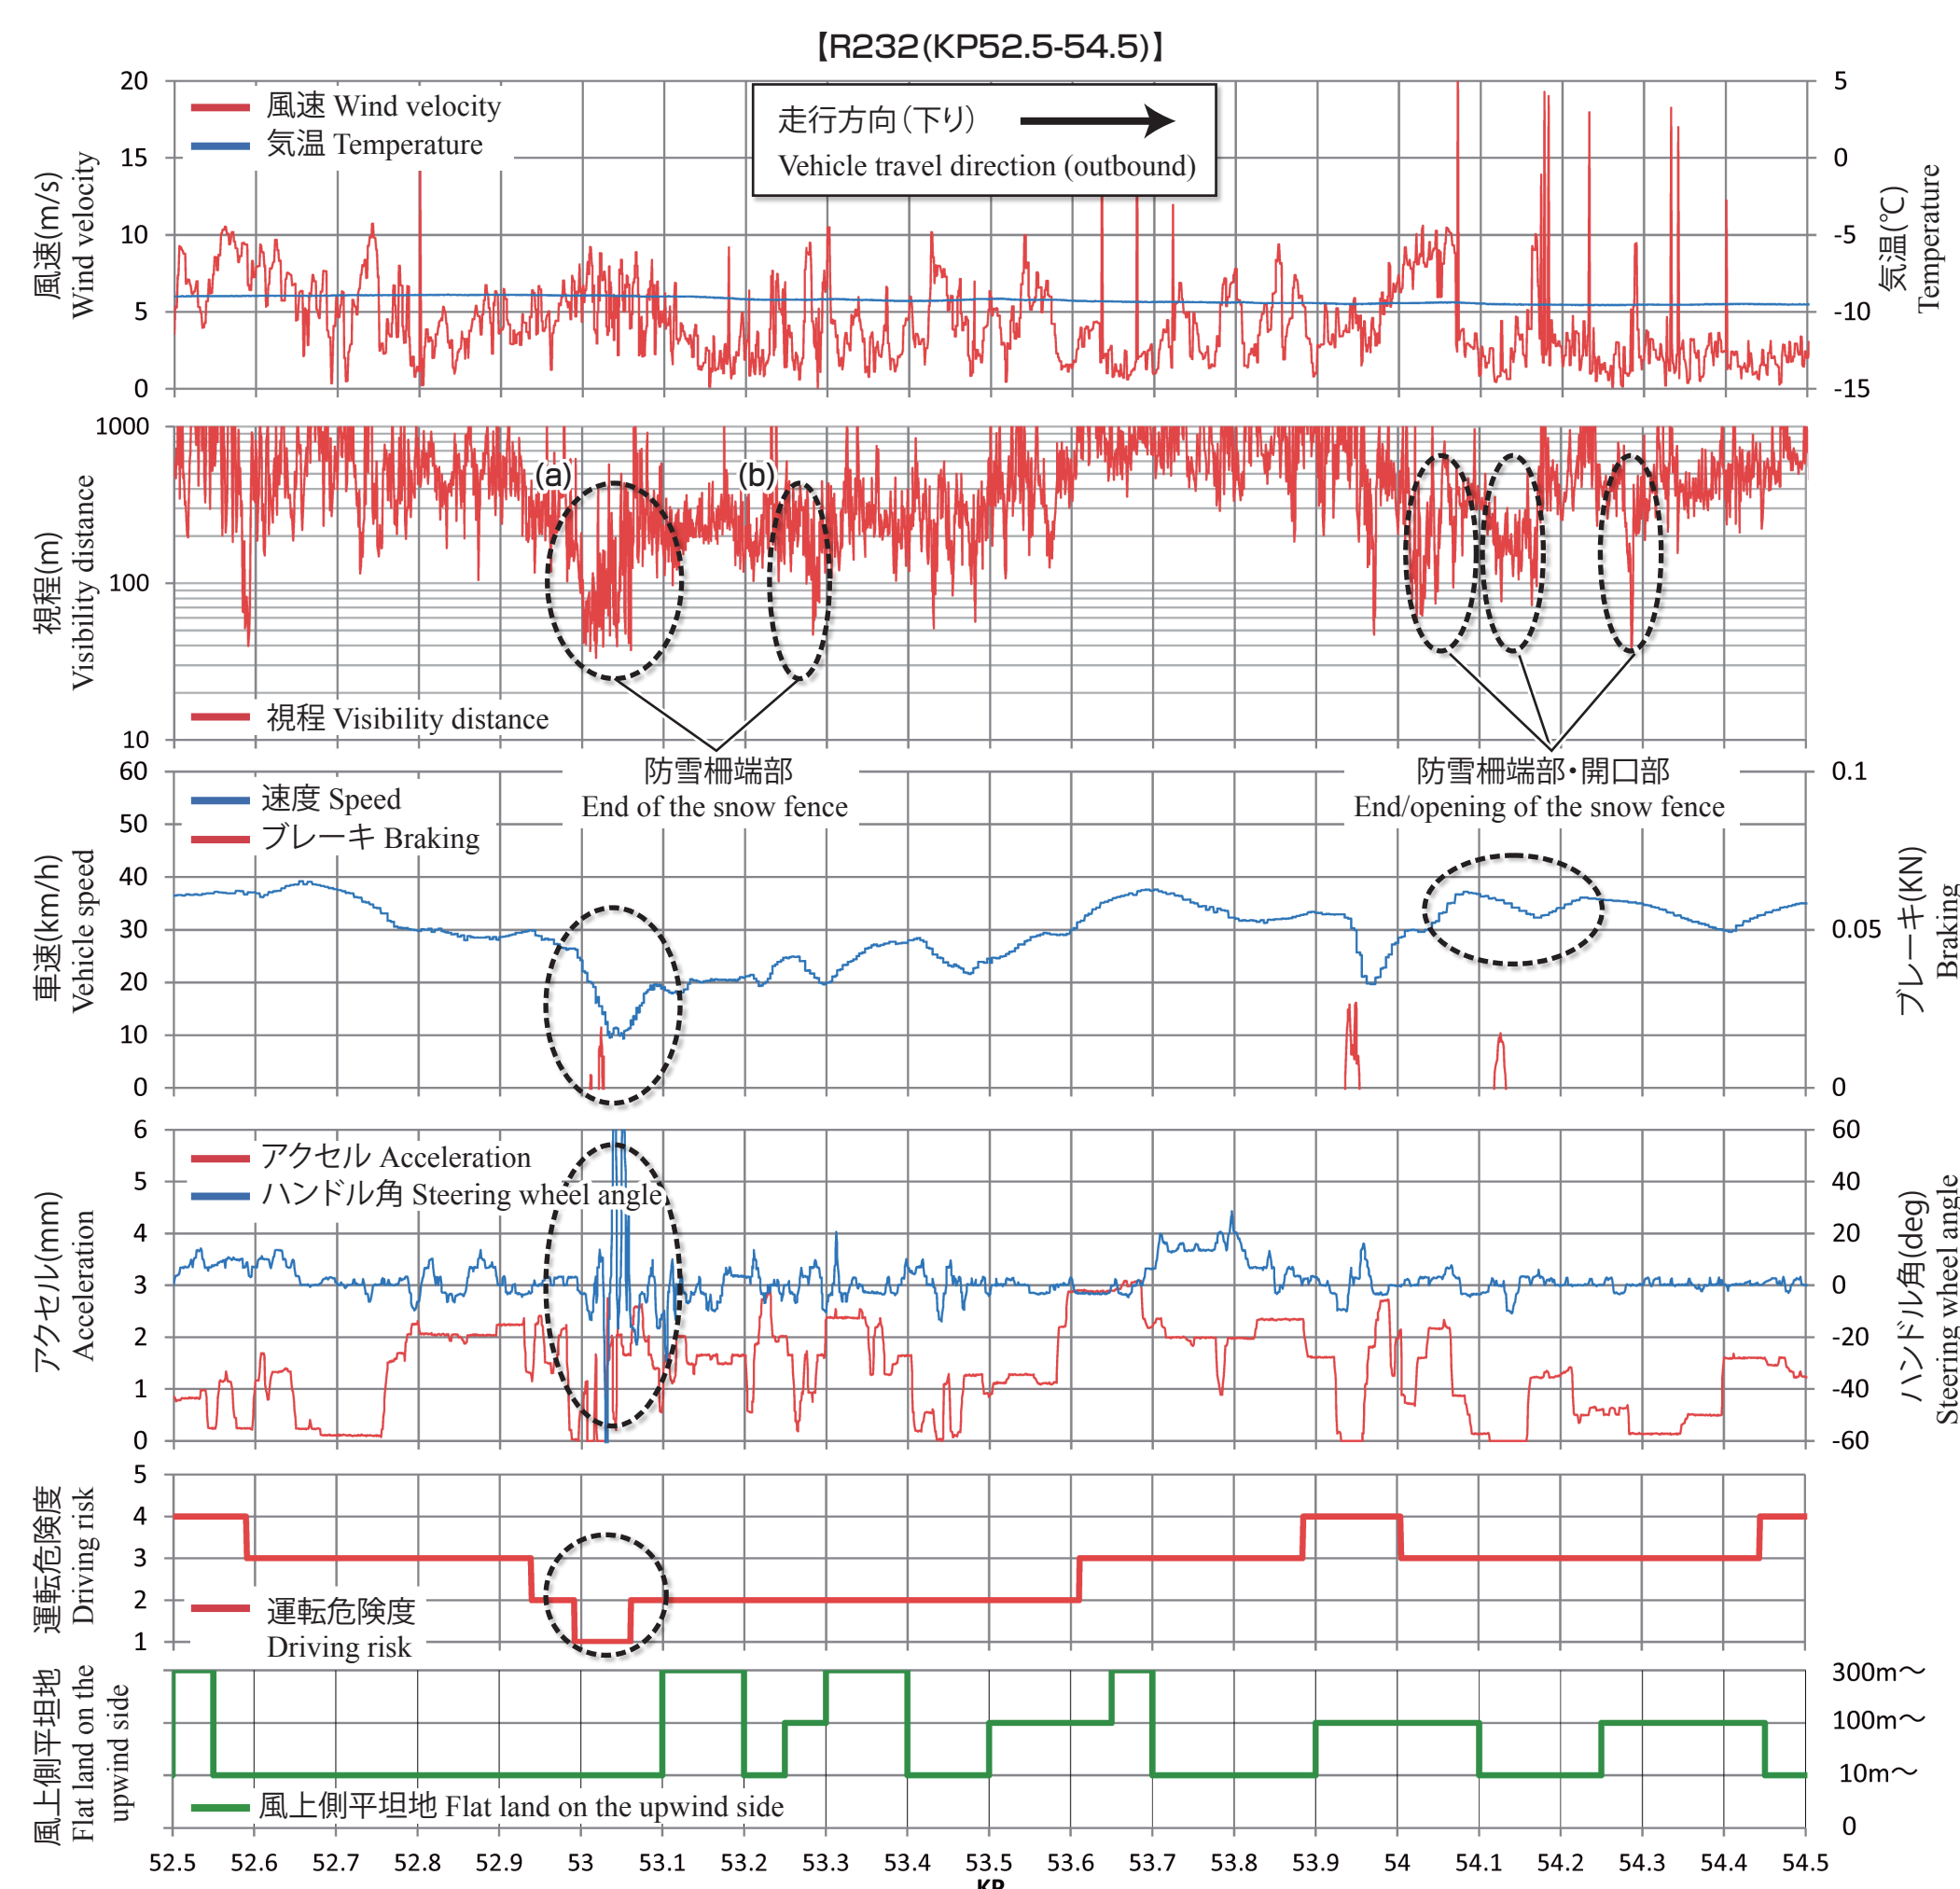 【R232(KP52.5-54.5)】
20
15
10
5
0
風速(m/s)
Wind velocity
風速 Wind velocity
気温 Temperature
走行方向(下り)
Vehicle travel direction (outbound)
5
0
-5
-10
-15
気温(℃)
Temperature
1000
100
10
視程(m)
Visibility distance
(a)
(b)
視程 Visibility distance
防雪柵端部
End of the snow fence
防雪柵端部・開口部
End/opening of the snow fence
60
50
40
30
20
10
0
車速(km/h)
Vehicle speed
速度 Speed
ブレーキ Braking
0.1
0.05
0
ブレーキ(KN)
Braking
6
5
4
3
2
1
0
アクセル(mm)
Acceleration
アクセル Acceleration
ハンドル角 Steering wheel angle
60
40
20
0
-20
-40
-60
ハンドル角(deg)
Steering wheel angle
5
4
3
2
1
運転危険度
Driving risk
運転危険度
Driving risk
風上側平坦地
Flat land on the
upwind side
風上側平坦地 Flat land on the upwind side
300m～
100m～
10m～
0
52.5 52.6 52.7 52.8 52.9 53 53.1 53.2 53.3 53.4 53.5 53.6 53.7 53.8 53.9 54 54.1 54.2 54.3 54.4 54.5
KP